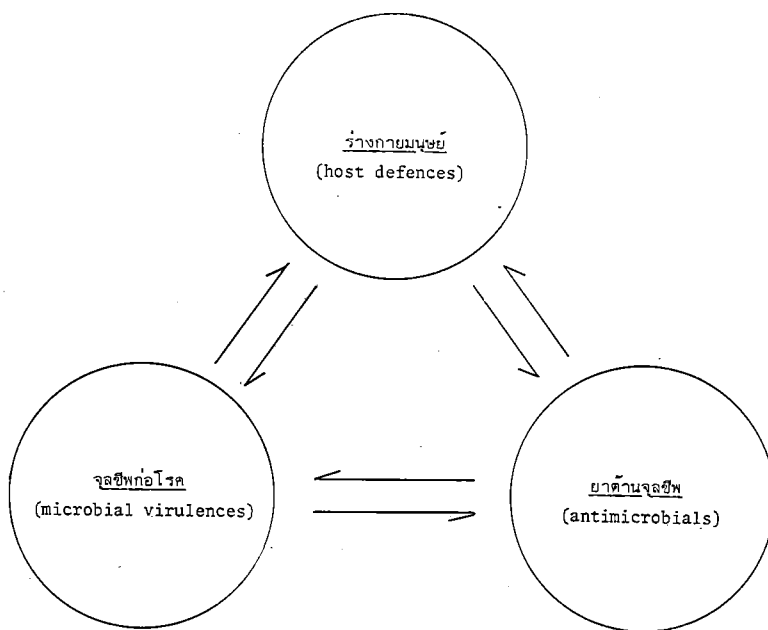 ร่างกายมนุษย์
(host defences)
จุลชีพก่อโรค
(microbial virulences)
ยาต้านจุลชีพ
(antimicrobials)